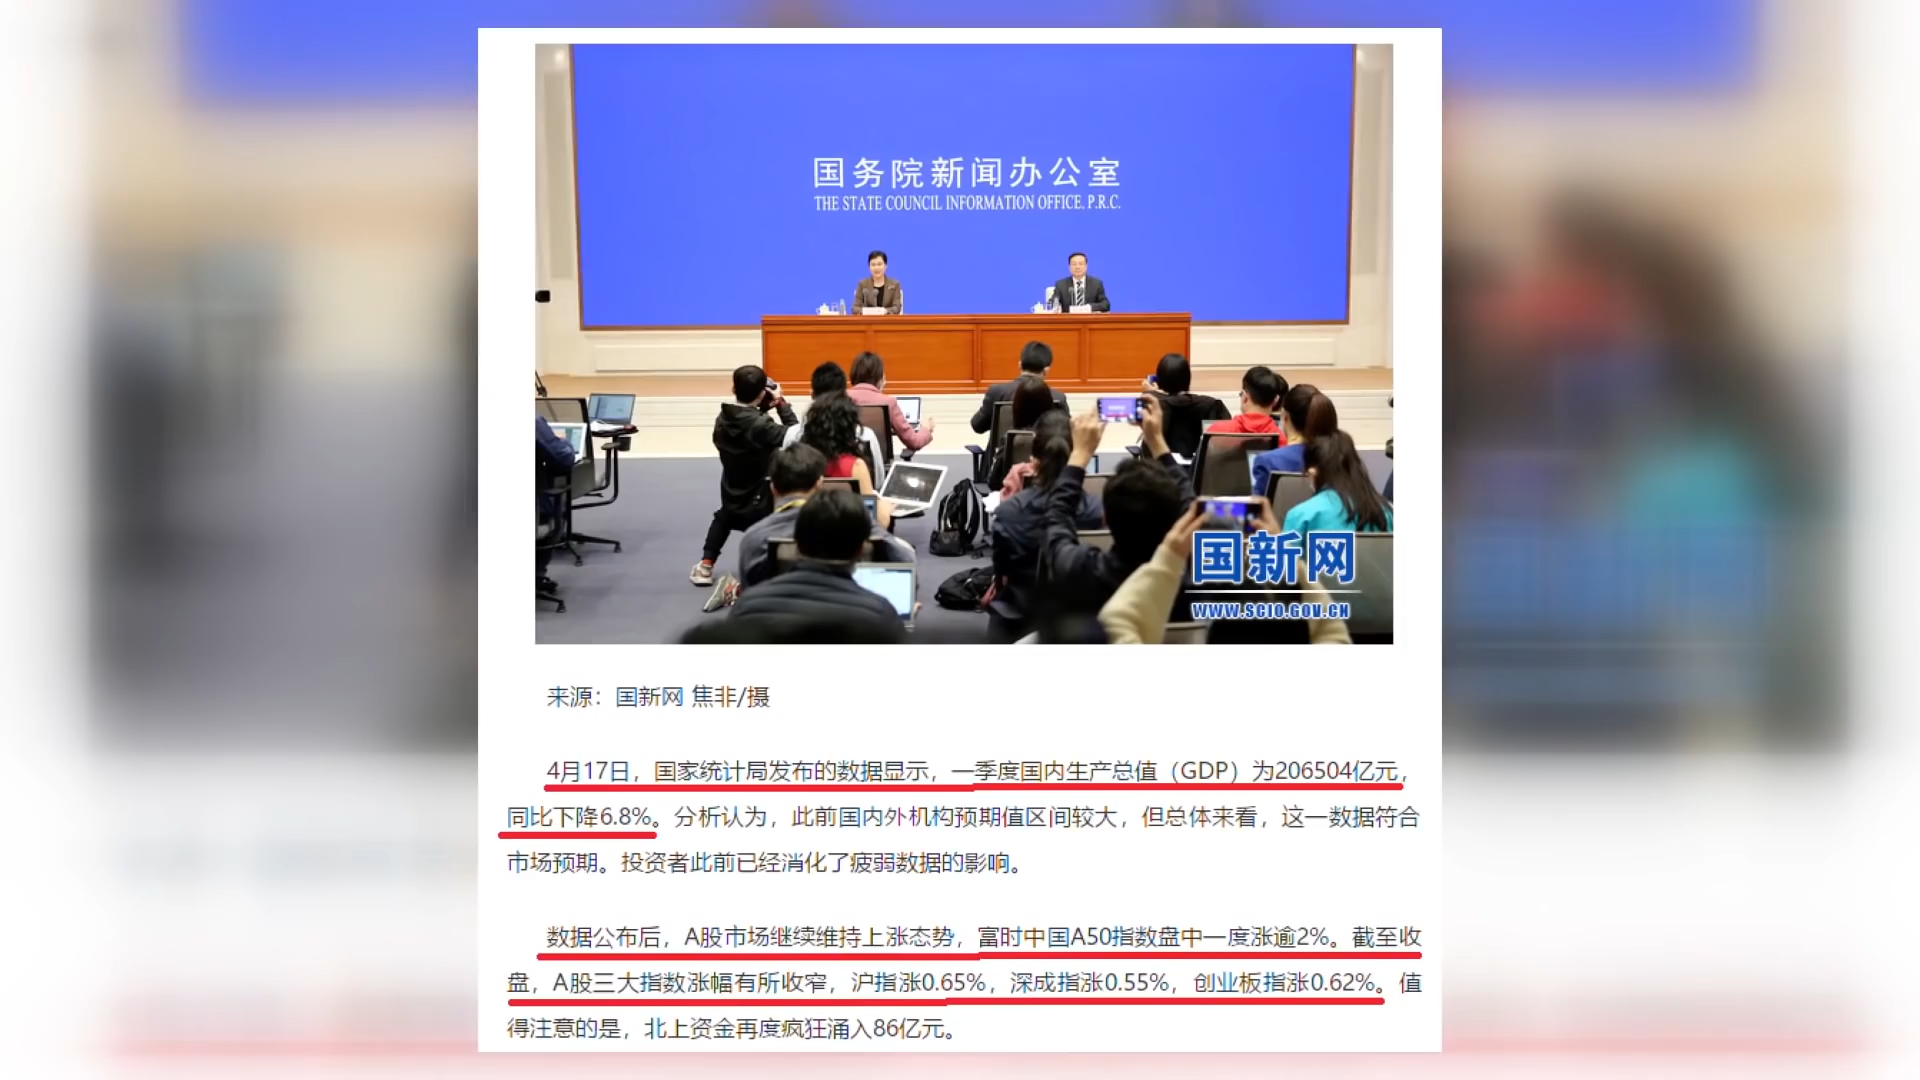 国务院新闻办公室
THE STATE COUNCIL INFORMATION OFFICE, P.R.C.
国新网
WWW.SCIO.GOV.CN
来源：国新网 焦非/摄
4月17日，国家统计局发布的数据显示，一季度国内生产总值（GDP）为206504亿元，
同比下降6.8%。分析认为，此前国内外机构预期值区间较大，但总体来看，这一数据符合
市场预期。投资者此前已经消化了疲弱数据的影响。
数据公布后，A股市场继续维持上涨态势，富时中国A50指数盘中一度涨逾2%。截至收
盘，A股三大指数涨幅有所收窄，沪指涨0.65%，深成指涨0.55%，创业板指涨0.62%。值
得注意的是，北上资金再度疯狂涌入86亿元。